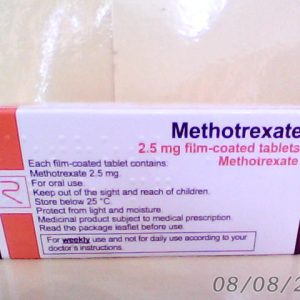 Methotrexate
2.5 mg film-coated tablets
Methotrexate
Each film-coated tablet contains:
Methotrexate 2.5 mg.
For oral use.
Keep out of the sight and reach of children.
Store below 25 °C.
Protect from light and moisture.
Medicinal product subject to medical prescription.
Read the package leaflet before use.
For weekly use and not for daily use according to your
doctor's instructions.
08/08/2